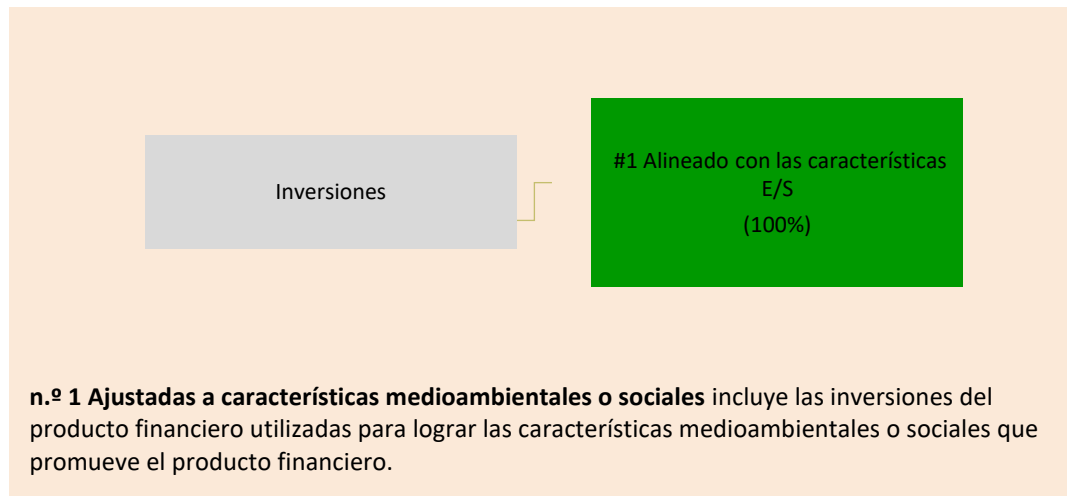 Inversiones
#1 Alineado con las características
E/S
(100%)
n.º 1 Ajustadas a características medioambientales o sociales incluye las inversiones del
producto financiero utilizadas para lograr las características medioambientales o sociales que
promueve el producto financiero.